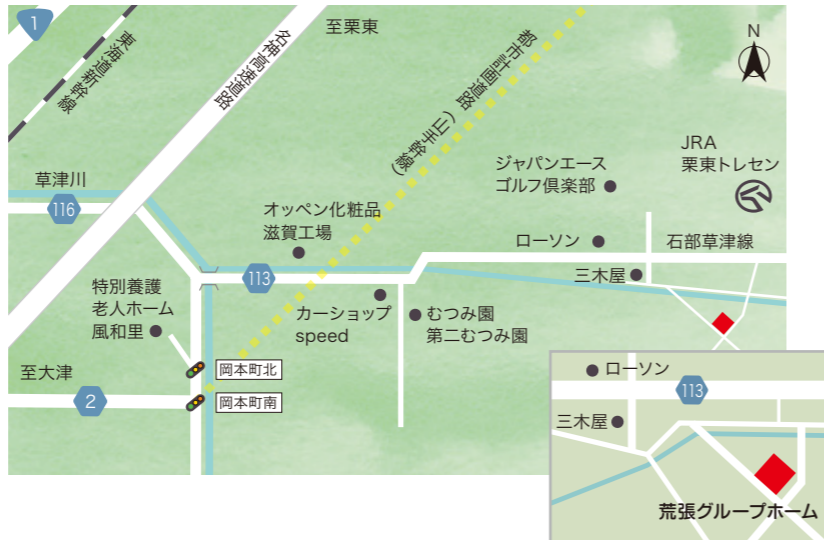 1
至栗東
N
東海道新幹線
名神高速道路
都市計画道路（山手幹線）
JRA
栗東トレセン
ジャパンエース
ゴルフ倶楽部
草津川
116
オッペン化粧品
滋賀工場
ローソン
石部草津線
三木屋
113
特別養護
老人ホーム
風和里
カーショップ
speed
むつみ園
第二むつみ園
至大津
岡本町北
2
岡本町南
ローソン
113
三木屋
荒張グループホーム